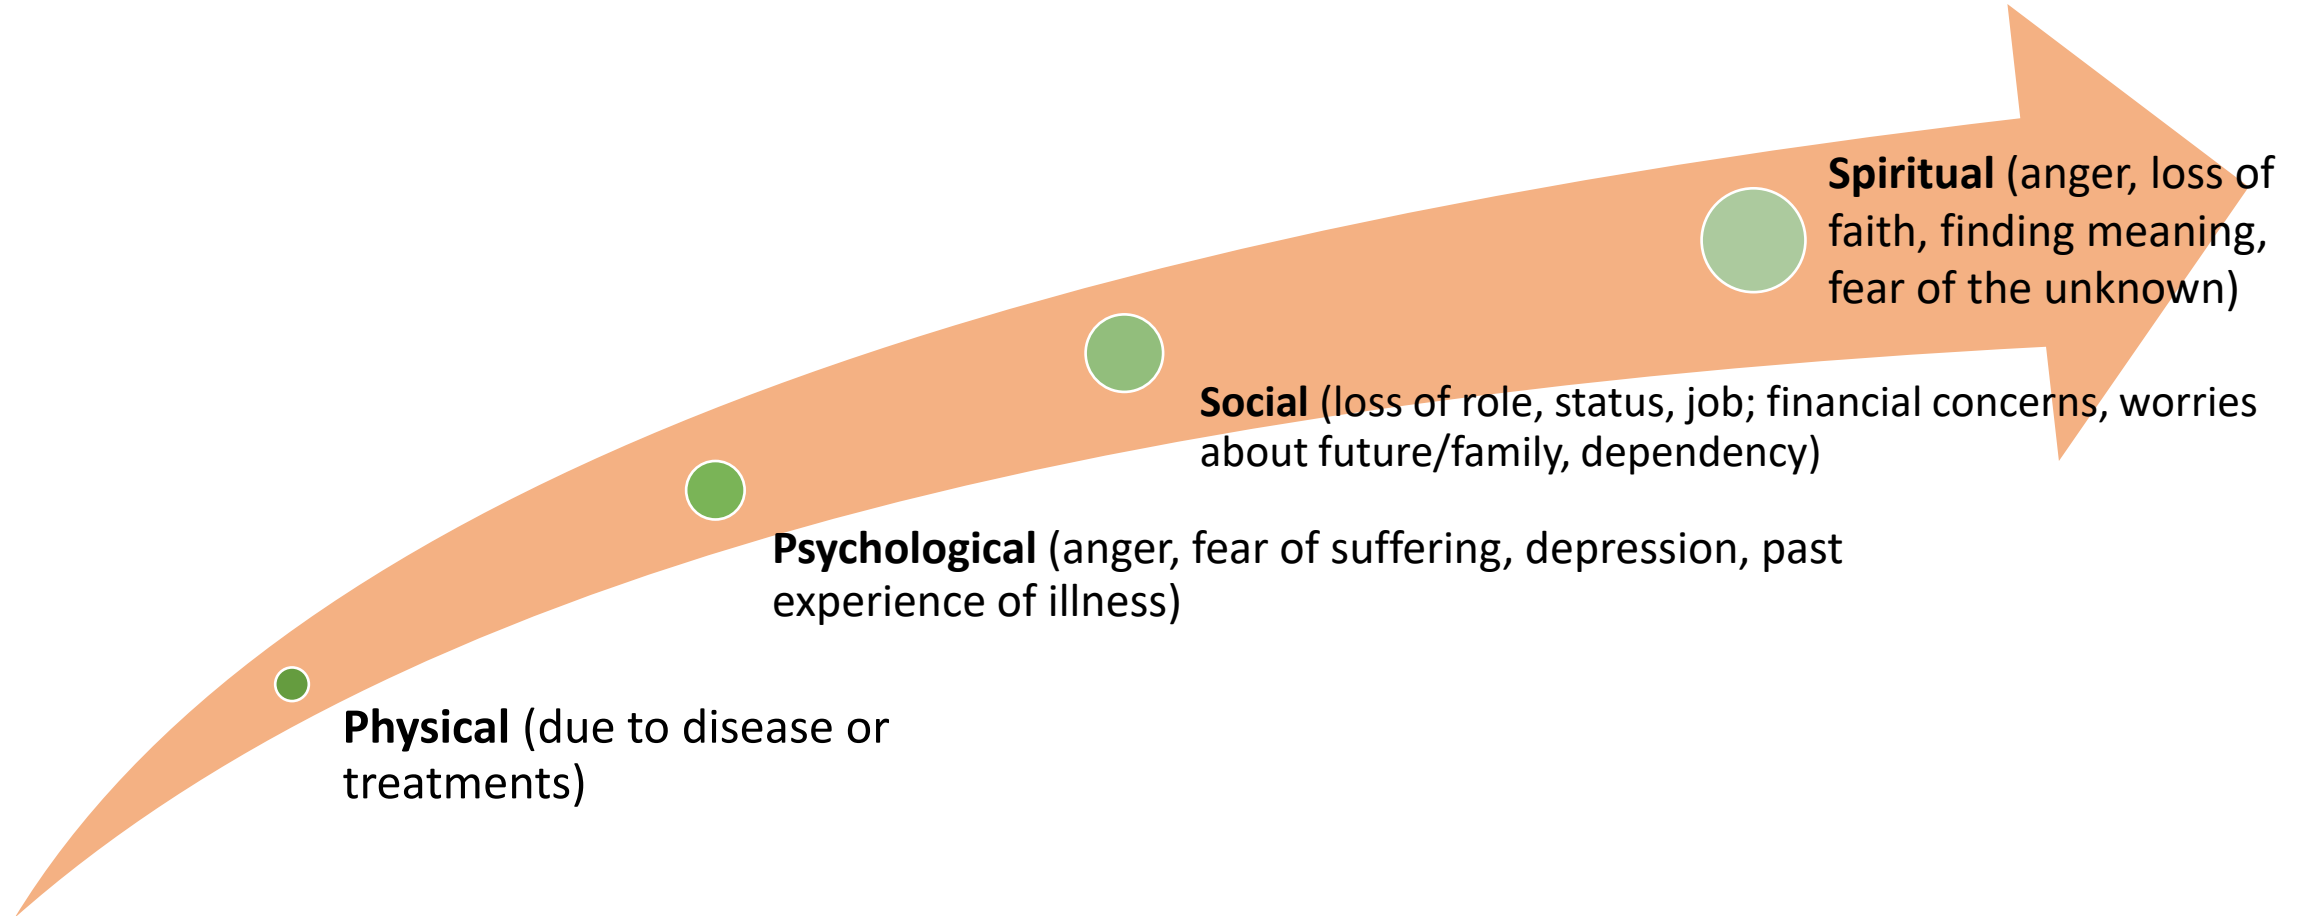 Spiritual (anger, loss of
faith, finding meaning,
fear of the unknown)
Social (loss of role, status, job; financial concerns, worries
about future/family, dependency)
Psychological (anger, fear of suffering, depression, past
experience of illness)
Physical (due to disease or
treatments)